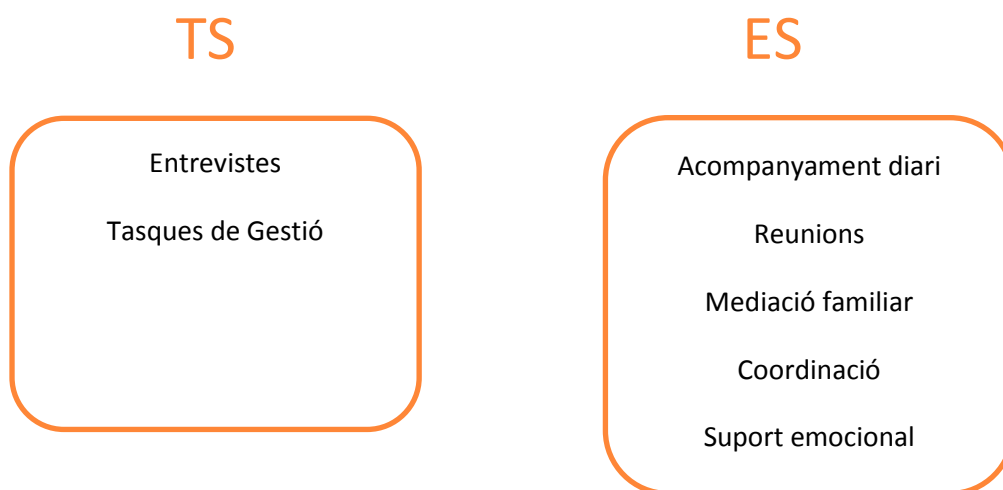 TS
Entrevistes
Tasques de Gestió
ES
Acompanyament diari
Reunions
Mediació familiar
Coordinació
Suport emocional